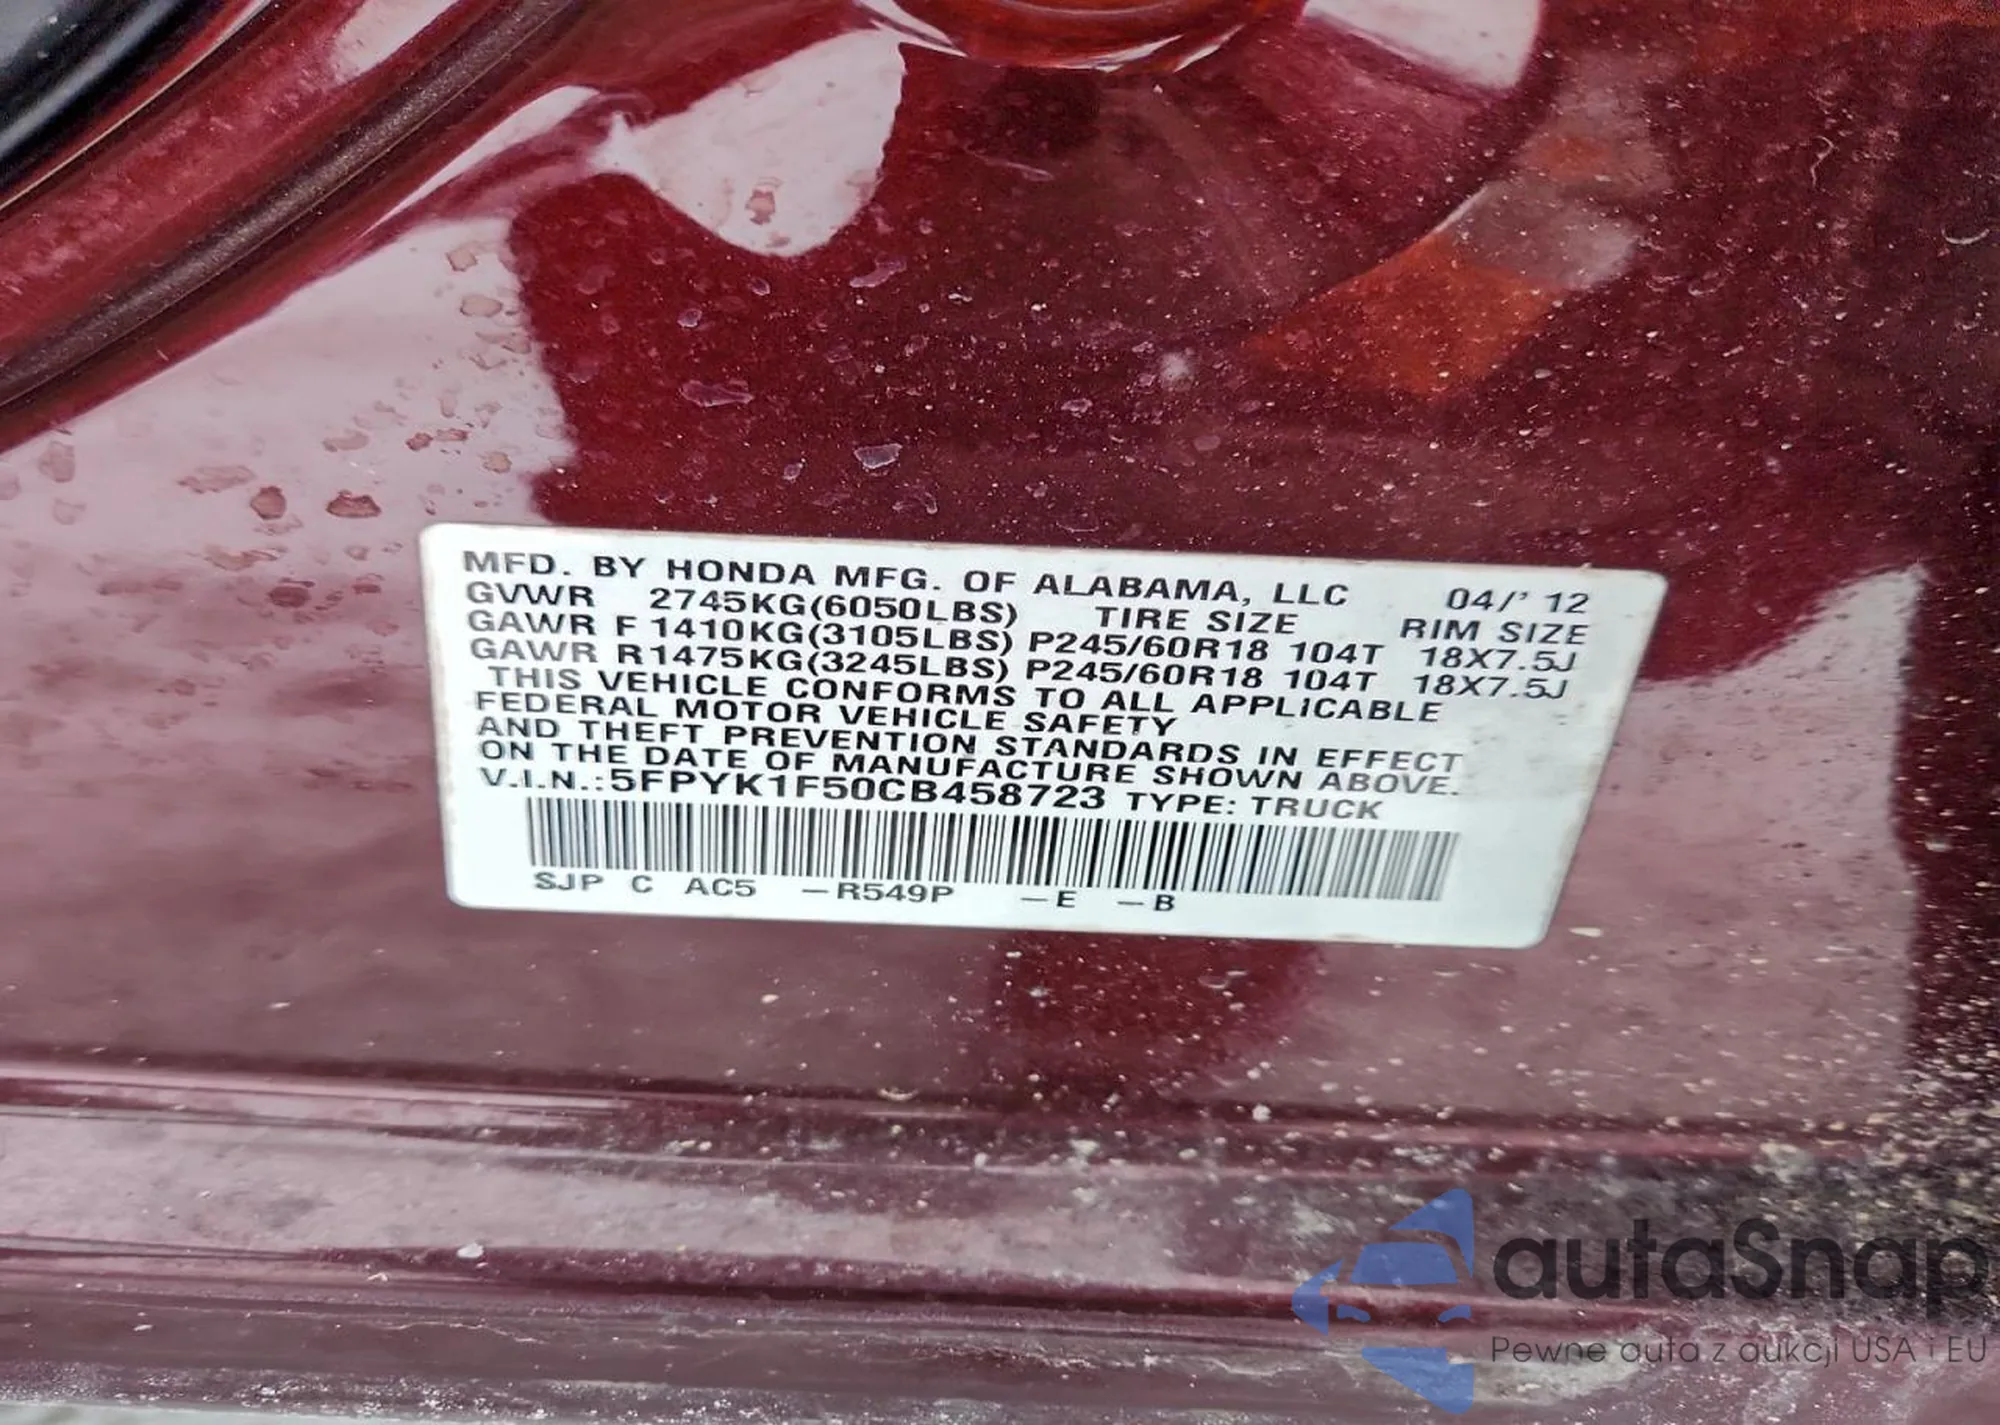 MFD. BY HONDA MFG. OF ALABAMA, LLC 04/' 12
GVWR 2745KG(6050LBS) TIRE SIZE RIM SIZE
GAWR F 1410KG(3105LBS) P245/60R18 104T 18X7.5J
GAWR R 1475KG(3245LBS) P245/60R18 104T 18X7.5J
THIS VEHICLE CONFORMS TO ALL APPLICABLE
FEDERAL MOTOR VEHICLE SAFETY
AND THEFT PREVENTION STANDARDS IN EFFECT
ON THE DATE OF MANUFACTURE SHOWN ABOVE.
V.I.N.:5FPYK1F50CB458723 TYPE: TRUCK
SJP C AC5 -R549P -E -B
autaSnap
Pewne auta z aukcji USA i EU